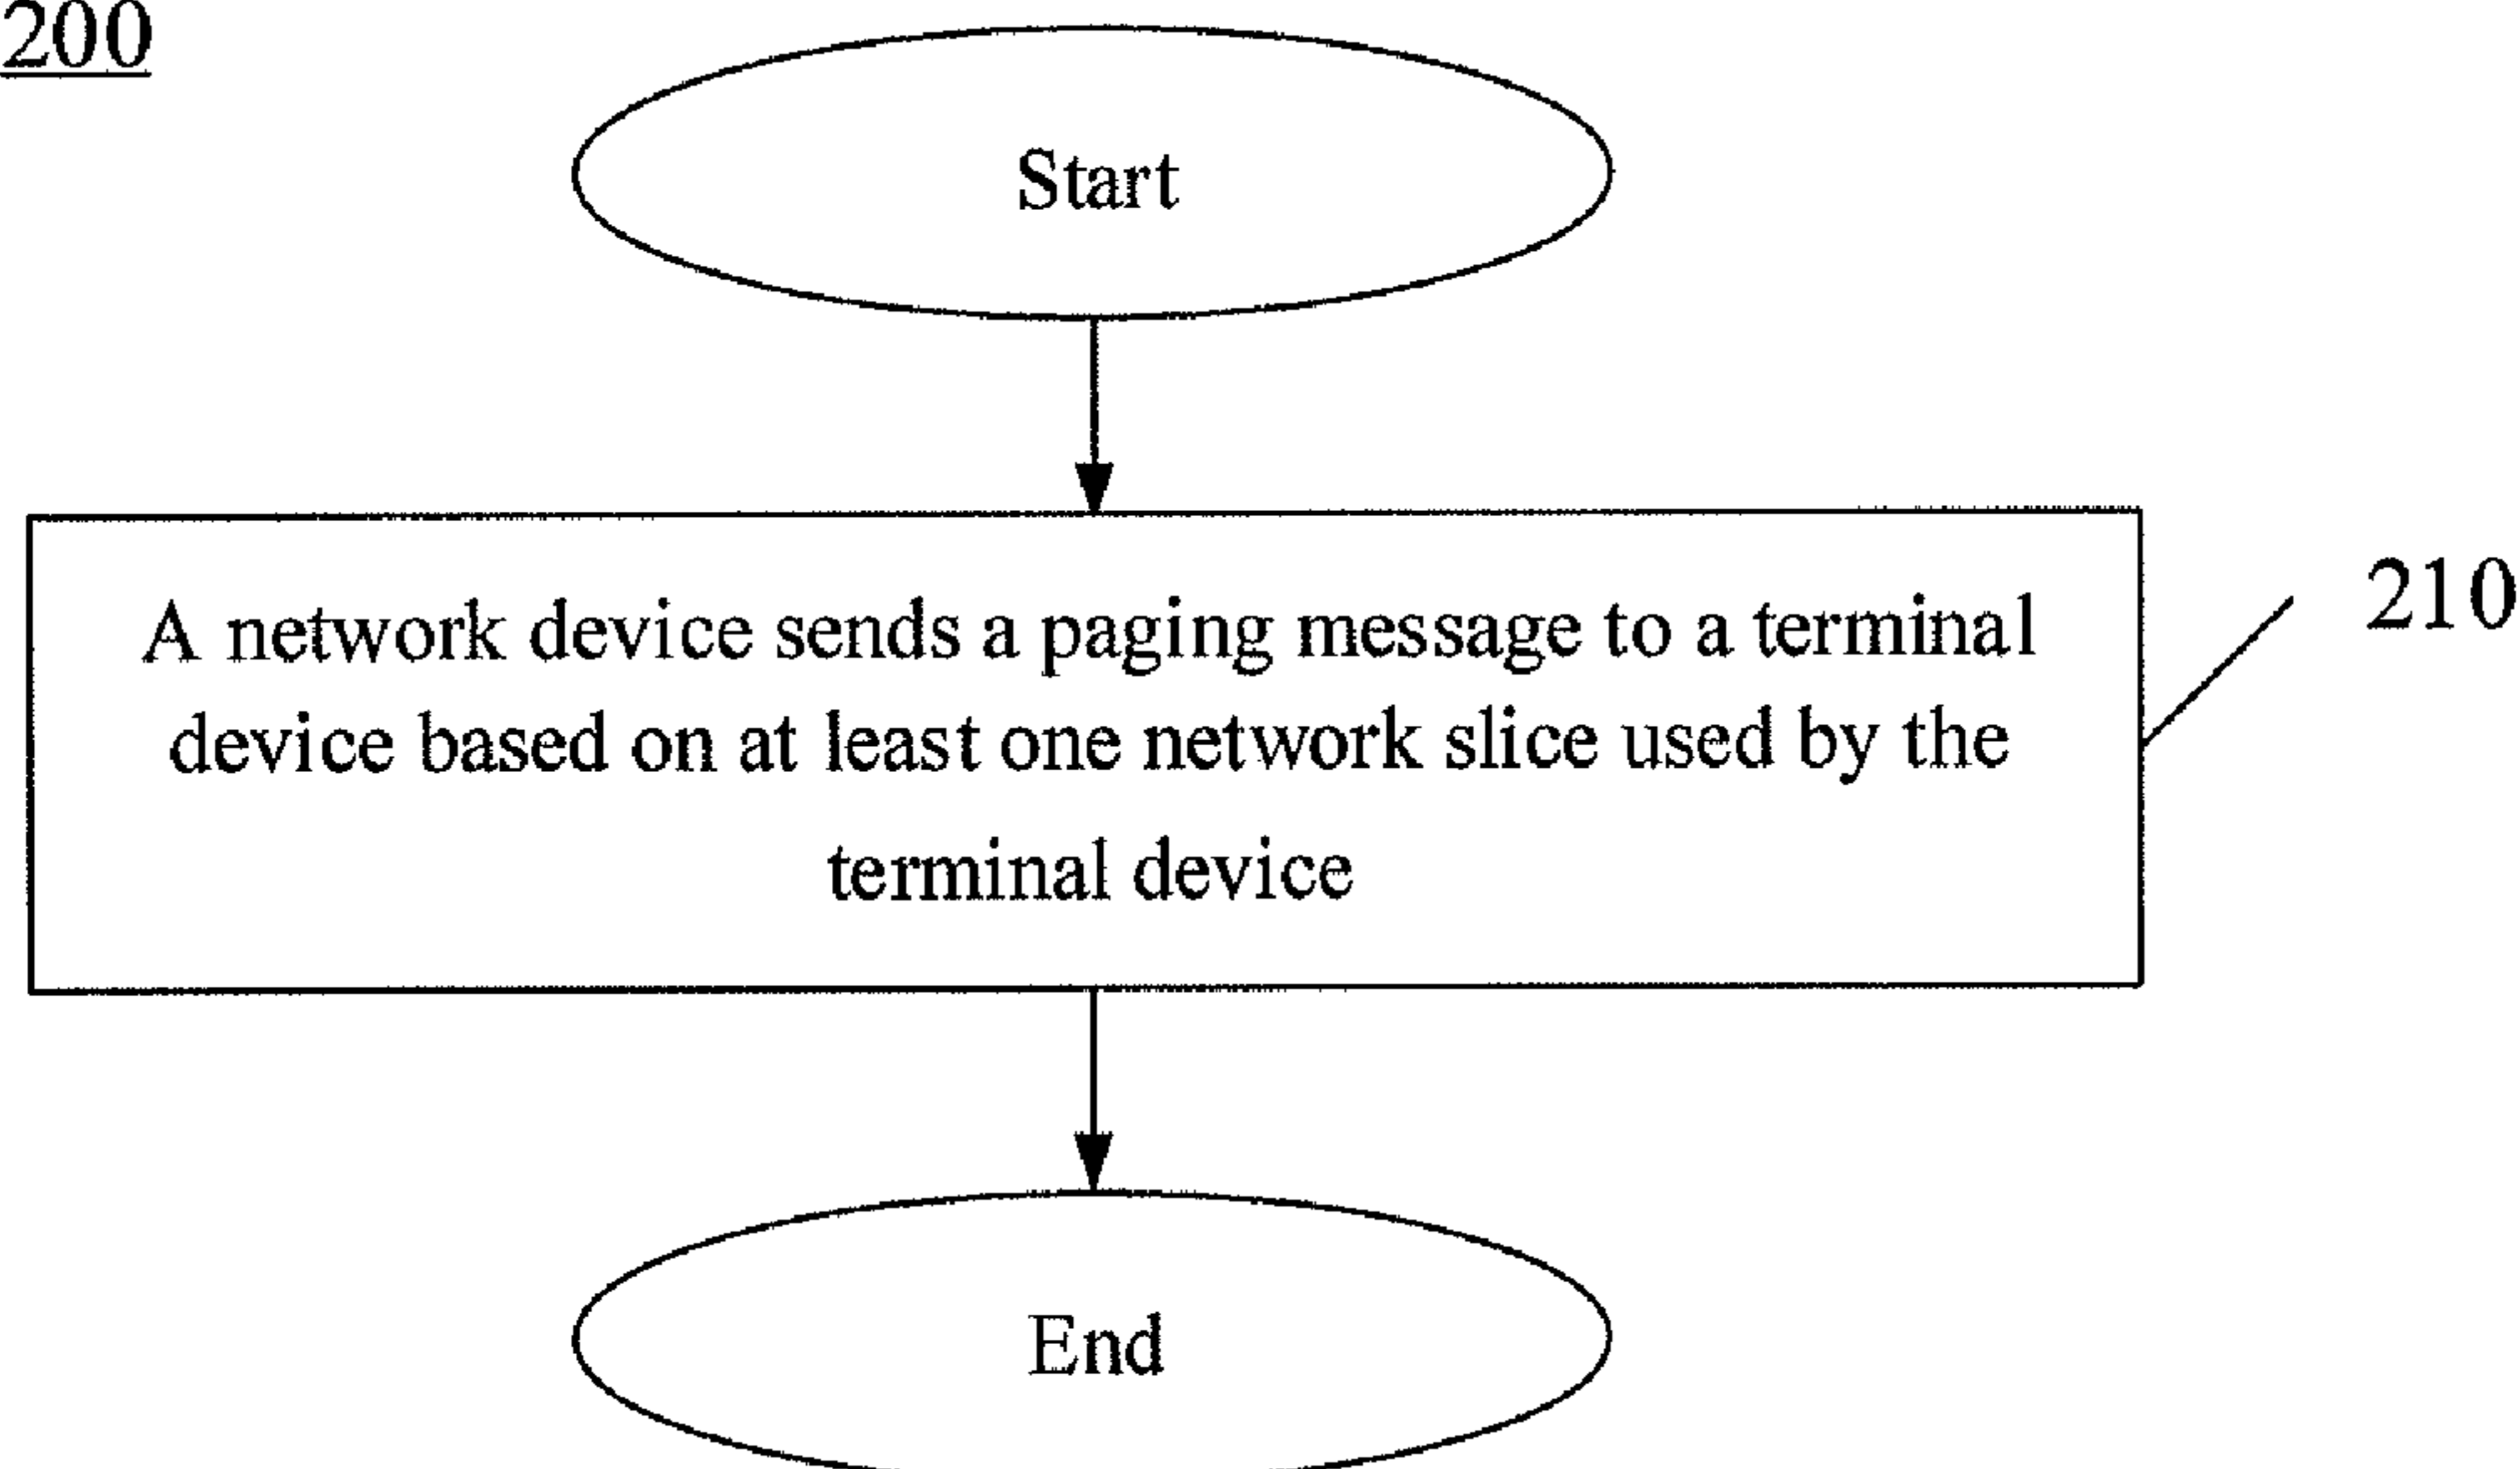 200
Start
A network device sends a paging message to a terminal
device based on at least one network slice used by the
terminal device
210
End